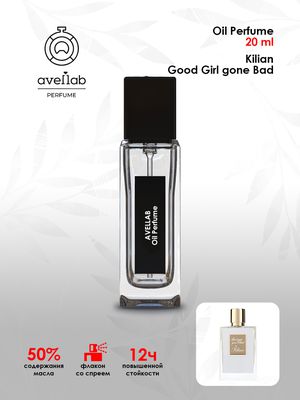 avellab
PERFUME
Oil Perfume
20 ml
Kilian
Good Girl gone Bad
AVELLAB
Oil Perfume
50%
содержания
масла
флакон
со спреем
12ч
повышенной
стойкости